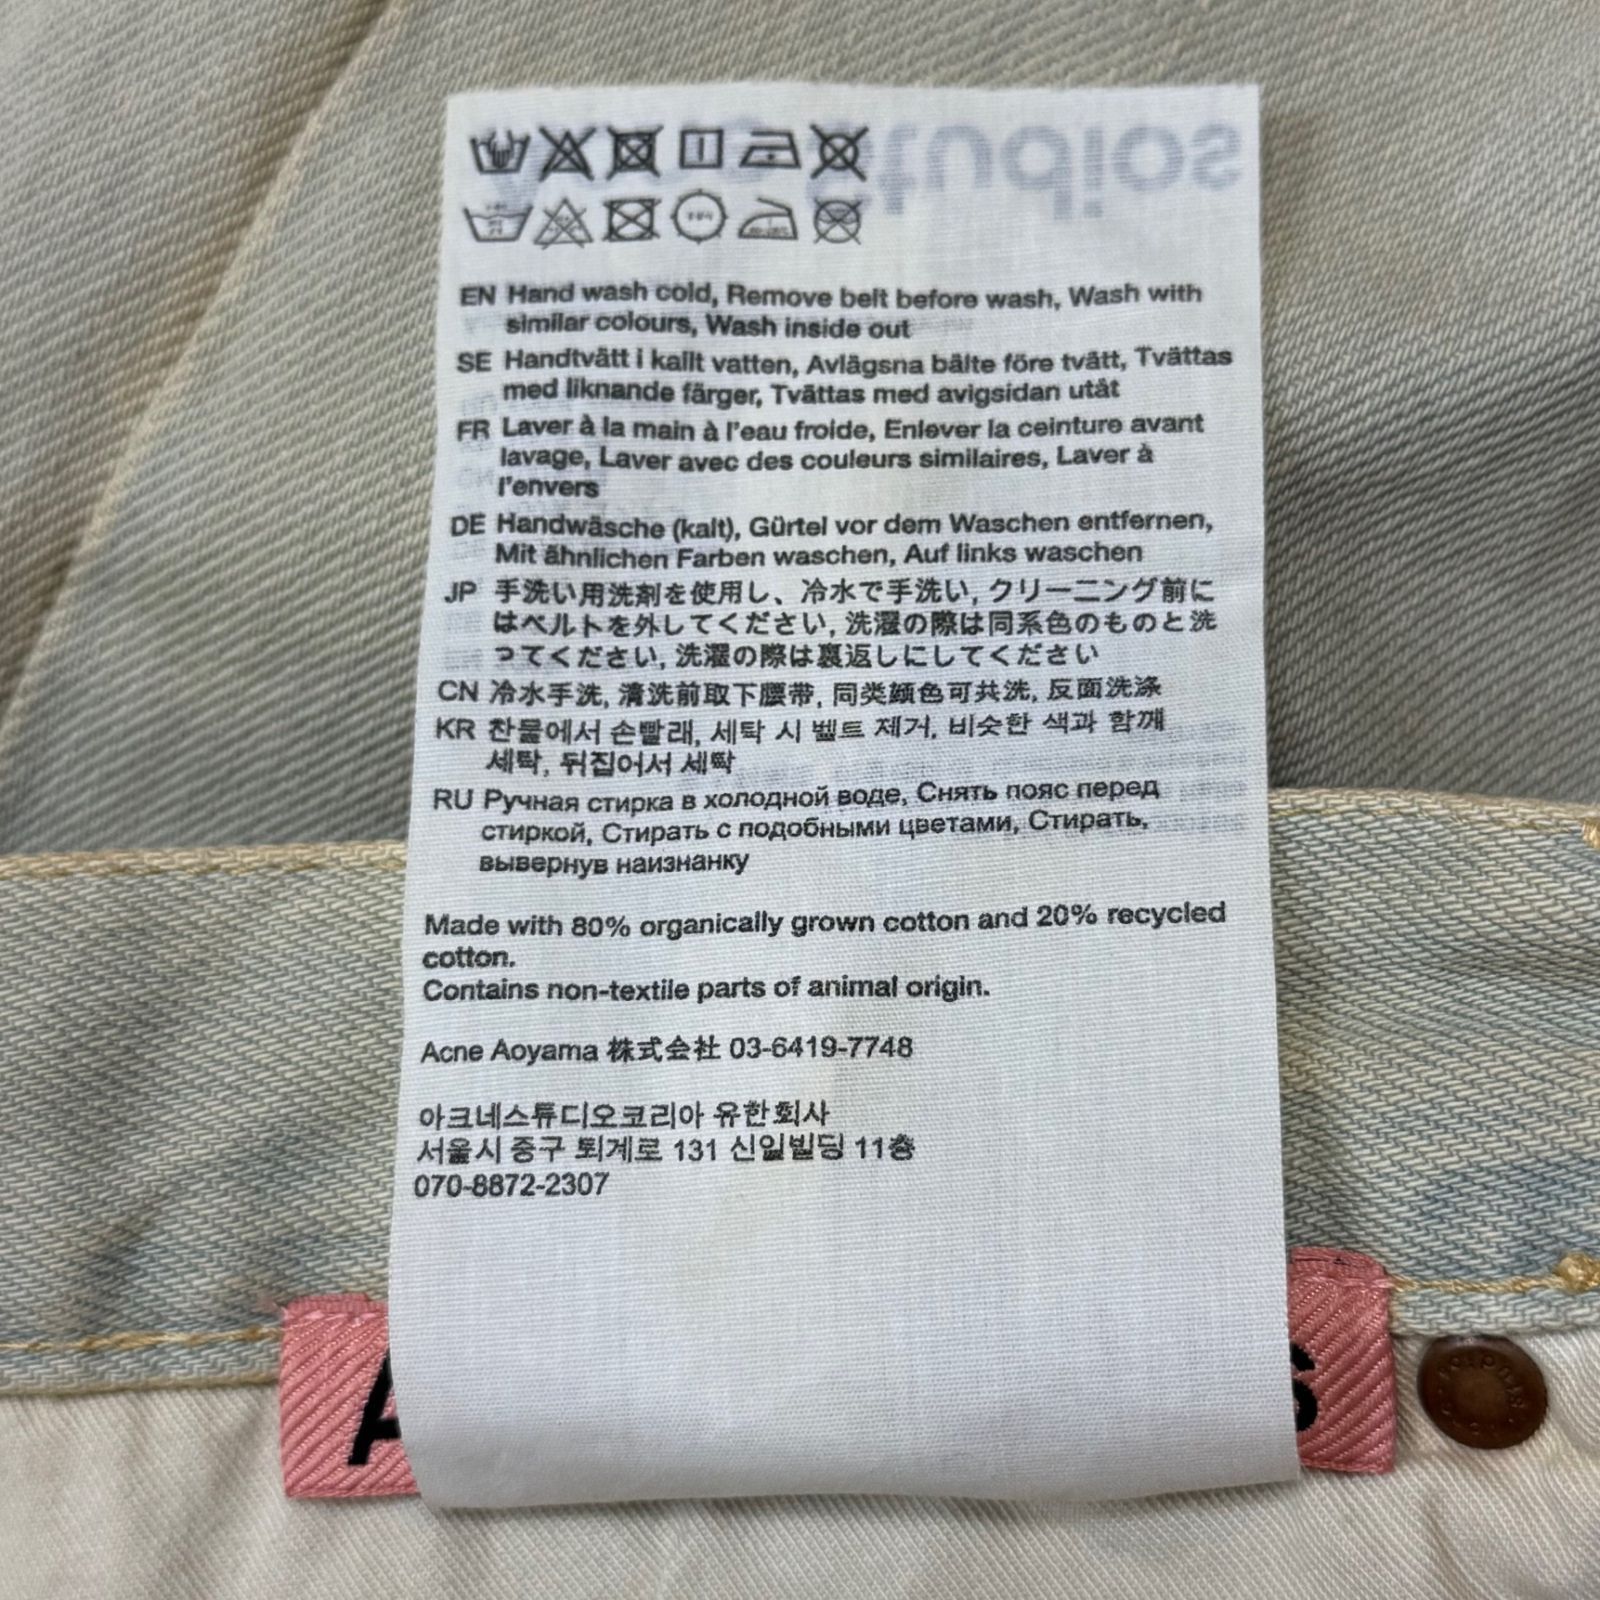 EN Hand wash cold, Remove belt before wash, Wash with
similar colours, Wash inside out
SE Handtvätt i kallt vatten, Avlägsna bälte före tvätt, Tvättas
med liknande färger, Tvättas med avigsidan utåt
FR Laver à la main à l'eau froide, Enlever la ceinture avant
lavage, Laver avec des couleurs similaires, Laver à
l'envers
DE Handwäsche (kalt), Gürtel vor dem Waschen entfernen,
Mit ähnlichen Farben waschen, Auf links waschen
JP 手洗い用洗剤を使用し、冷水で手洗い, クリーニング前に
はベルトを外してください, 洗濯の際は同系色のものと洗
ってください, 洗濯の際は裏返しにしてください
CN 冷水手洗, 清洗前取下腰带, 同类颜色可共洗, 反面洗涤
KR 찬물에서 손빨래, 세탁 시 벨트 제거, 비슷한 색과 함께
세탁, 뒤집어서 세탁
RU Ручная стирка в холодной воде, Снять пояс перед
стиркой, Стирать с подобными цветами, Стирать,
вывернув наизнанку
Made with 80% organically grown cotton and 20% recycled
cotton.
Contains non-textile parts of animal origin.
Acne Aoyama 株式会社 03-6419-7748
아크네스튜디오코리아 유한회사
서울시 중구 퇴계로 131 신일빌딩 11층
070-8872-2307